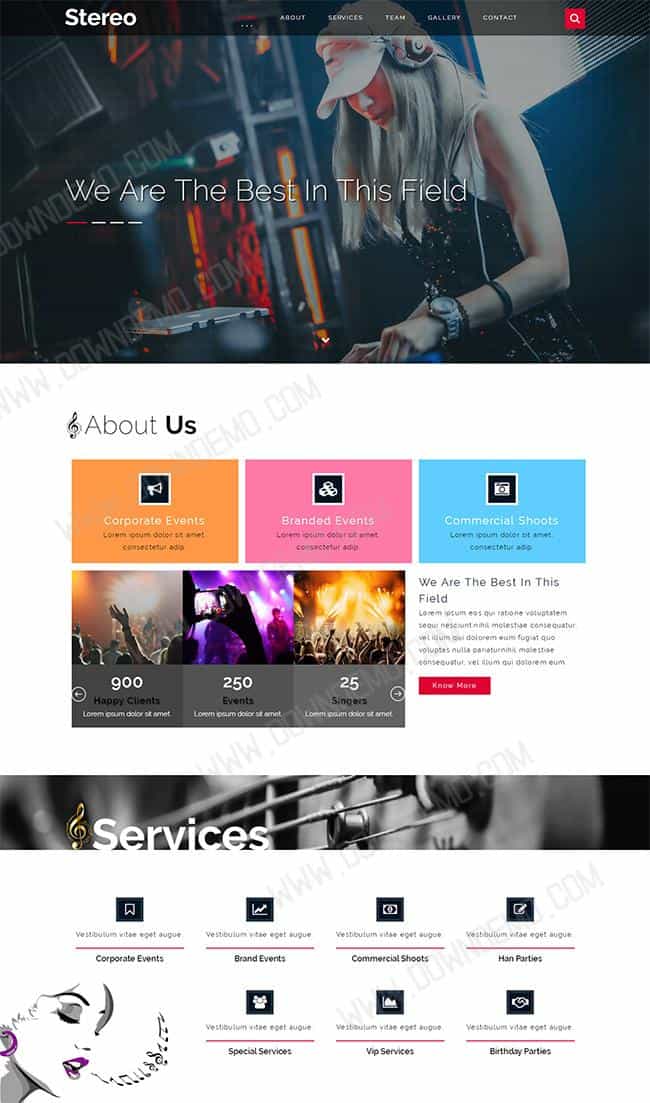 Stereo
ABOUT SERVICES TEAM GALLERY CONTACT
We Are The Best In This Field
WWW.DOWNDEMO.COM
About Us
Corporate Events
Lorem ipsum dolor sit amet,
consectetur adip.
Branded Events
Lorem ipsum dolor sit amet,
consectetur adip.
Commercial Shoots
Lorem ipsum dolor sit amet,
consectetur adip.
900
Happy Clients
Lorem ipsum dolor sit amet.
250
Events
Lorem ipsum dolor sit amet.
25
Singers
Lorem ipsum dolor sit amet.
We Are The Best In This
Field
Lorem ipsum eos qui ratione voluptatem
sequi nesciunt.nihil molestiae consequatur,
vel illum qui dolorem eum fugiat quo
voluptas nulla pariatur.nihil molestiae
consequatur, vel illum qui dolorem eum
Know More
WWW.DOWNDEMO.COM
Services
Vestibulum vitae eget augue.
Corporate Events
Vestibulum vitae eget augue.
Brand Events
Vestibulum vitae eget augue.
Commercial Shoots
Vestibulum vitae eget augue.
Han Parties
Vestibulum vitae eget augue.
Special Services
Vestibulum vitae eget augue.
Vip Services
Vestibulum vitae eget augue.
Birthday Parties